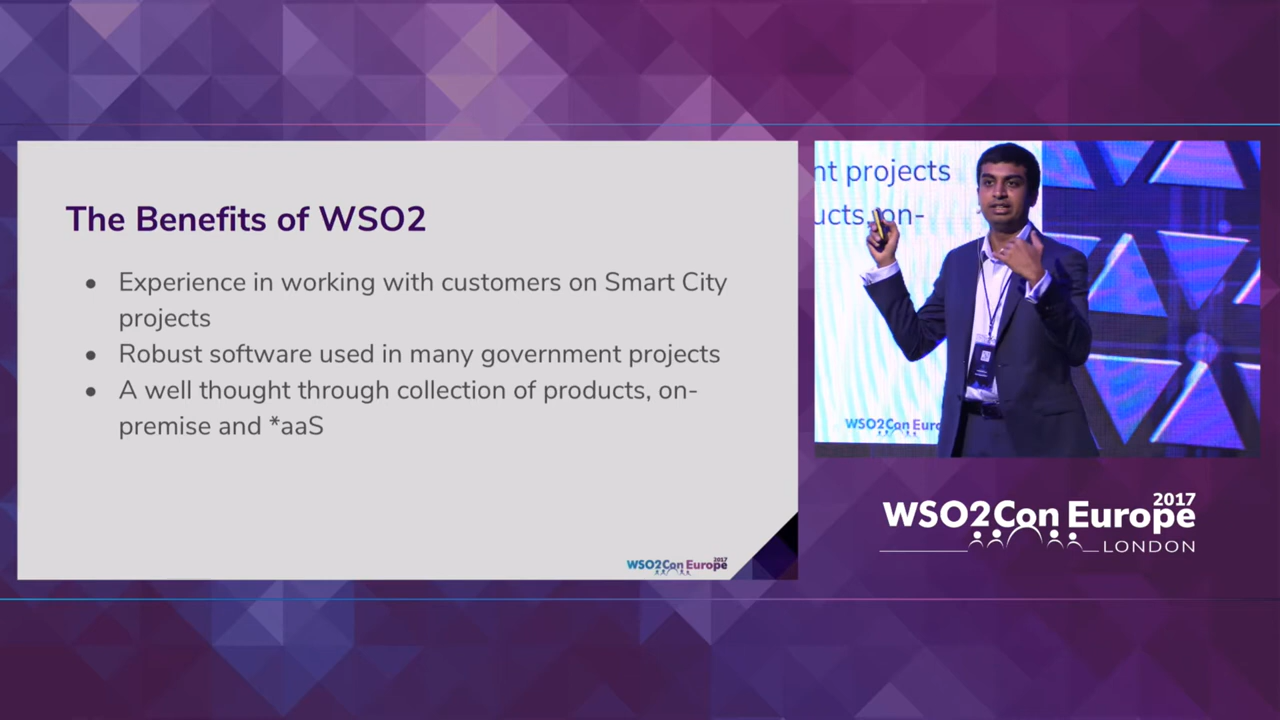 The Benefits of WSO2
● Experience in working with customers on Smart City
projects
● Robust software used in many government projects
● A well thought through collection of products, on-
premise and *aaS
WSO2Con Europe 2017
nt projects
ucts, on-
WSO2Con Euro
2017
WSO2Con Europe
LONDON